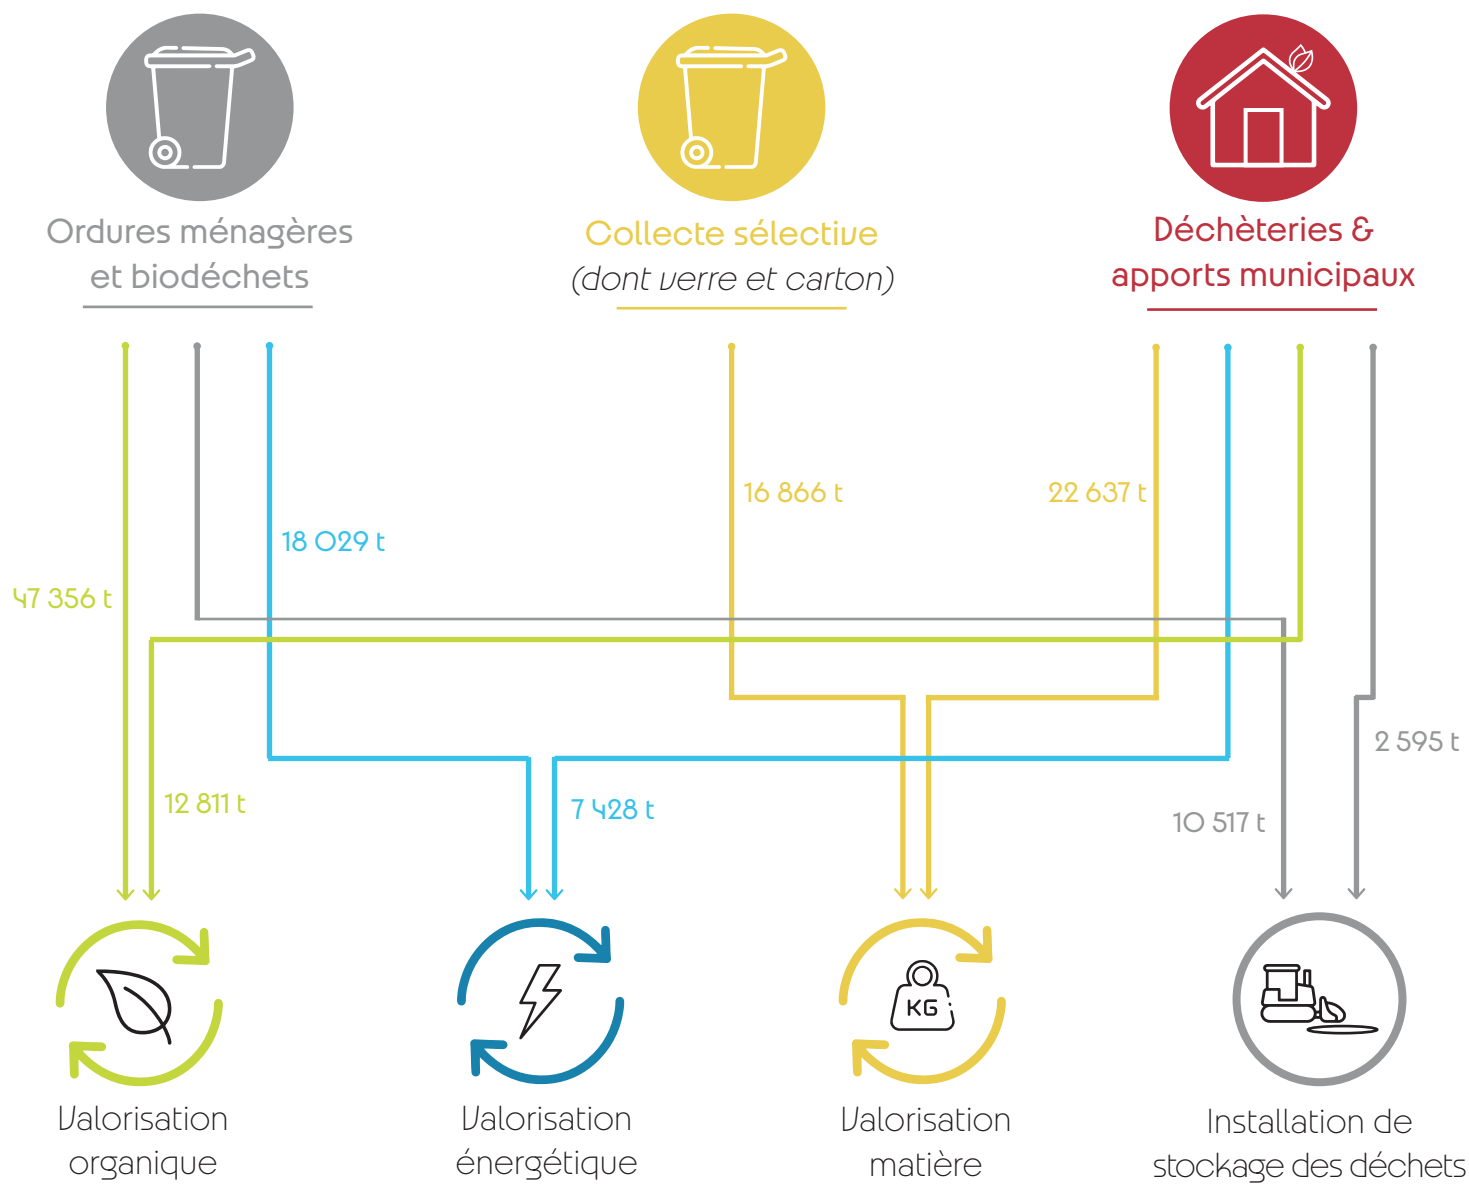 Ordures ménagères
et biodéchets
Collecte sélective
(dont verre et carton)
Déchèteries &
apports municipaux
16 866 t
22 637 t
18 029 t
47 356 t
2 595 t
12 811 t
7 428 t
10 517 t
KG
Valorisation
organique
Valorisation
énergétique
Valorisation
matière
Installation de
stockage des déchets